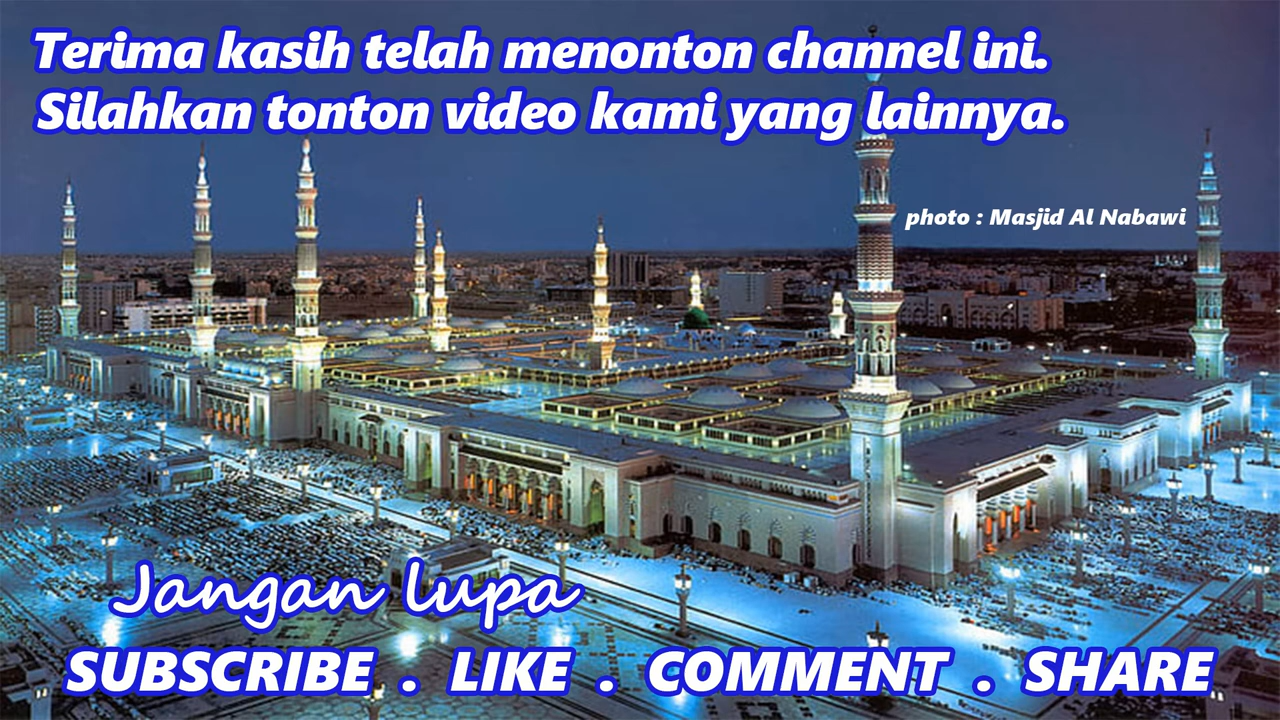 Terima kasih telah menonton channel ini.
Silahkan tonton video kami yang lainnya.
photo : Masjid Al Nabawi
Jangan lupa
SUBSCRIBE . LIKE . COMMENT . SHARE